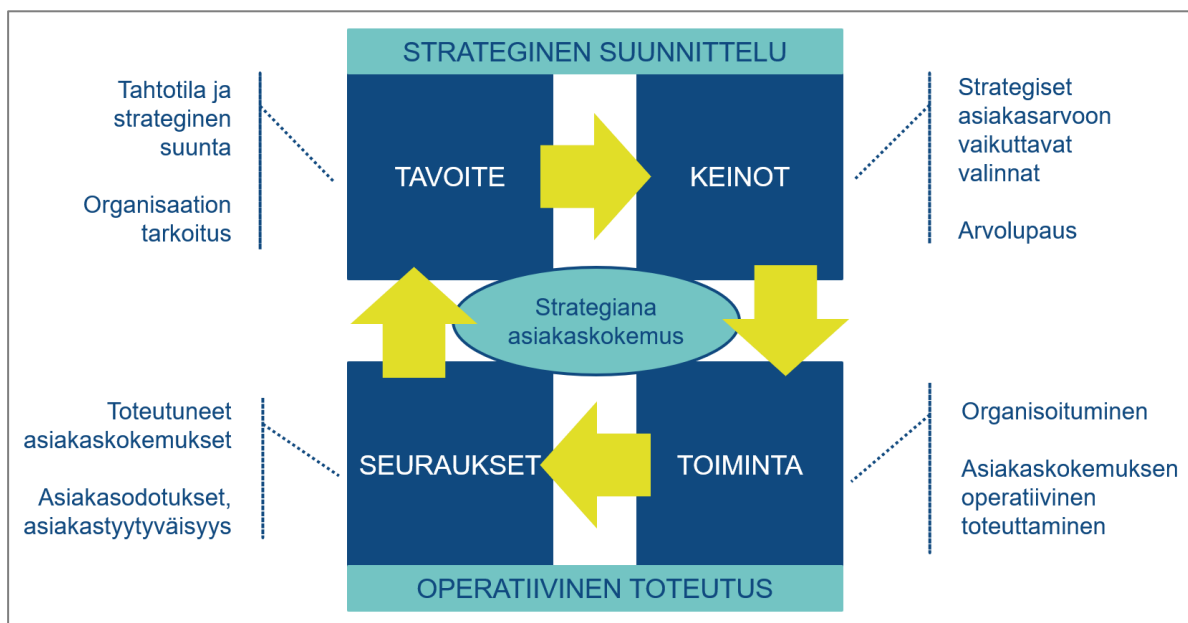 STRATEGINEN SUUNNITTELU
Tahtotila ja
strateginen
suunta
Organisaation
tarkoitus
TAVOITE
KEINOT
Strategiset
asiakasarvoon
vaikuttavat
valinnat
Arvolupaus
Strategiana
asiakaskokemus
Toteutuneet
asiakaskokemukset
Asiakasodotukset,
asiakastyytyväisyys
SEURAUKSET
TOIMINTA
Organisoituminen
Asiakaskokemuksen
operatiivinen
toteuttaminen
OPERATIIVINEN TOTEUTUS